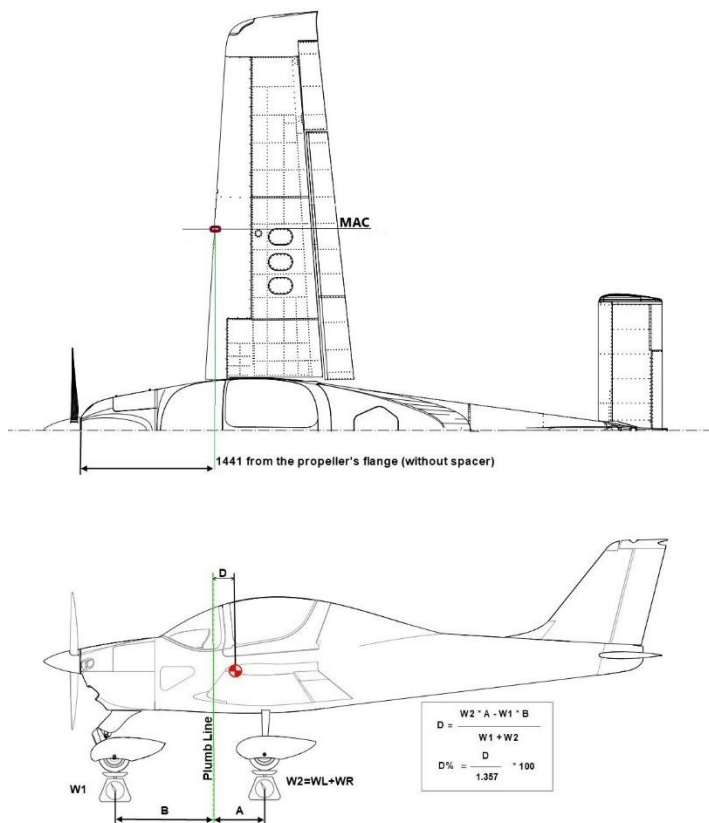 MAC
1441 from the propeller's flange (without spacer)
D
Plumb Line
W1
W2=WL+WR
B
A
D = W2 * A - W1 * B
W1 + W2
D% = D
1.357
* 100